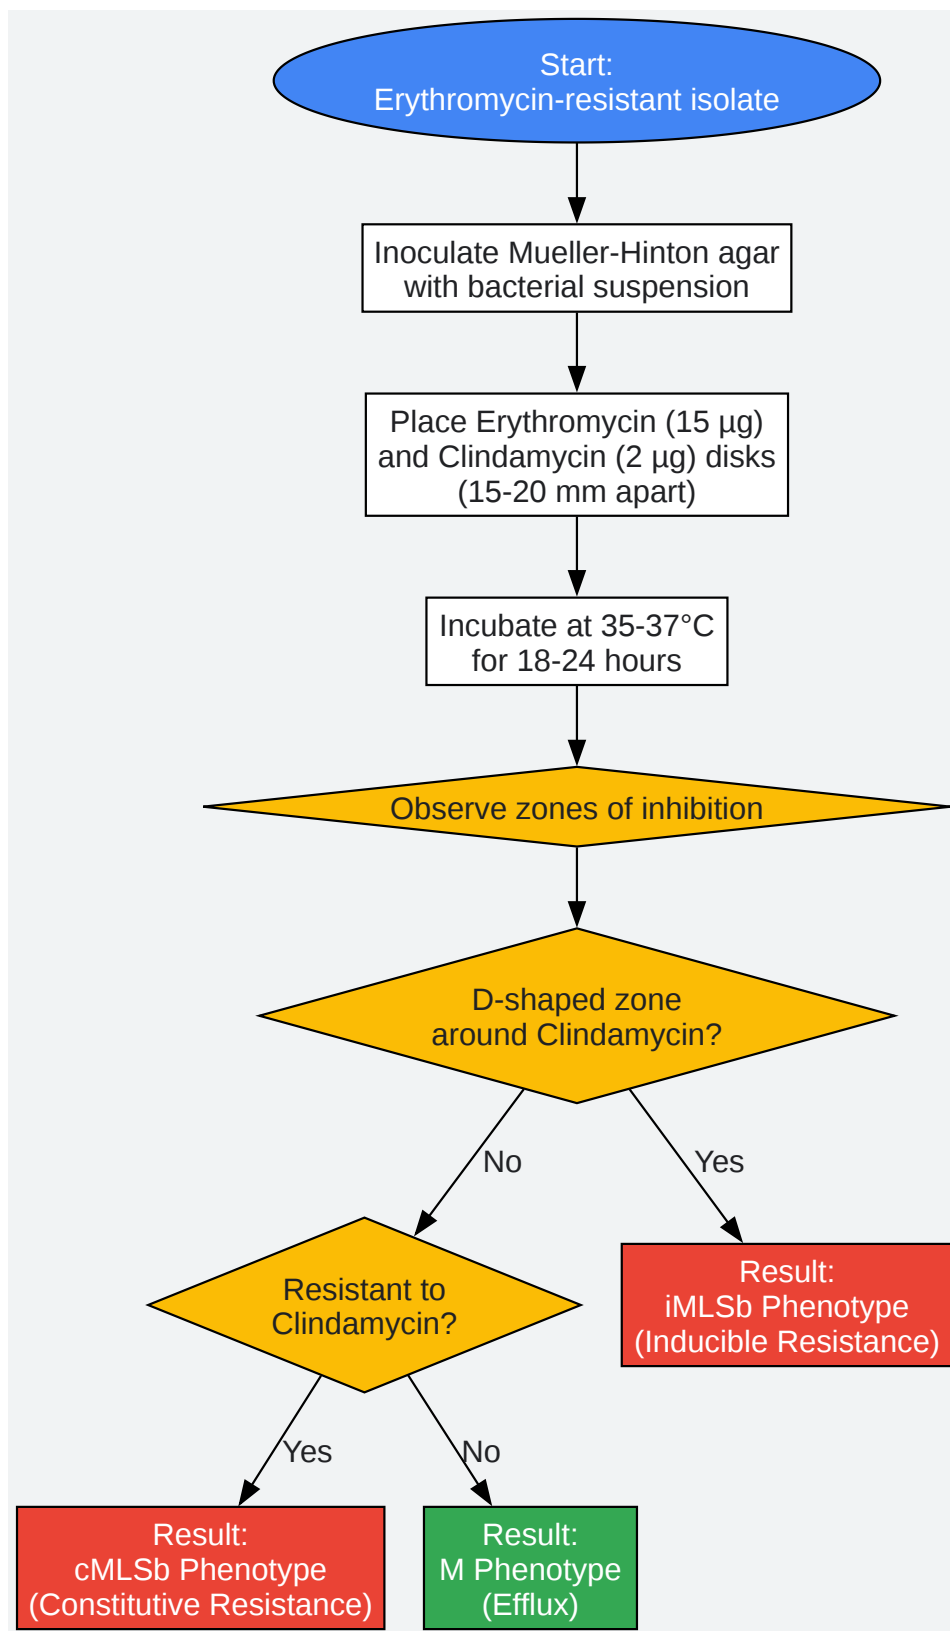 Start:
Erythromycin-resistant isolate
Inoculate Mueller-Hinton agar
with bacterial suspension
Place Erythromycin (15 µg)
and Clindamycin (2 µg) disks
(15-20 mm apart)
Incubate at 35-37°C
for 18-24 hours
Observe zones of inhibition
D-shaped zone
around Clindamycin?
No
Yes
Resistant to
Clindamycin?
Result:
iMLSb Phenotype
(Inducible Resistance)
Yes
No
Result:
cMLSb Phenotype
(Constitutive Resistance)
Result:
M Phenotype
(Efflux)